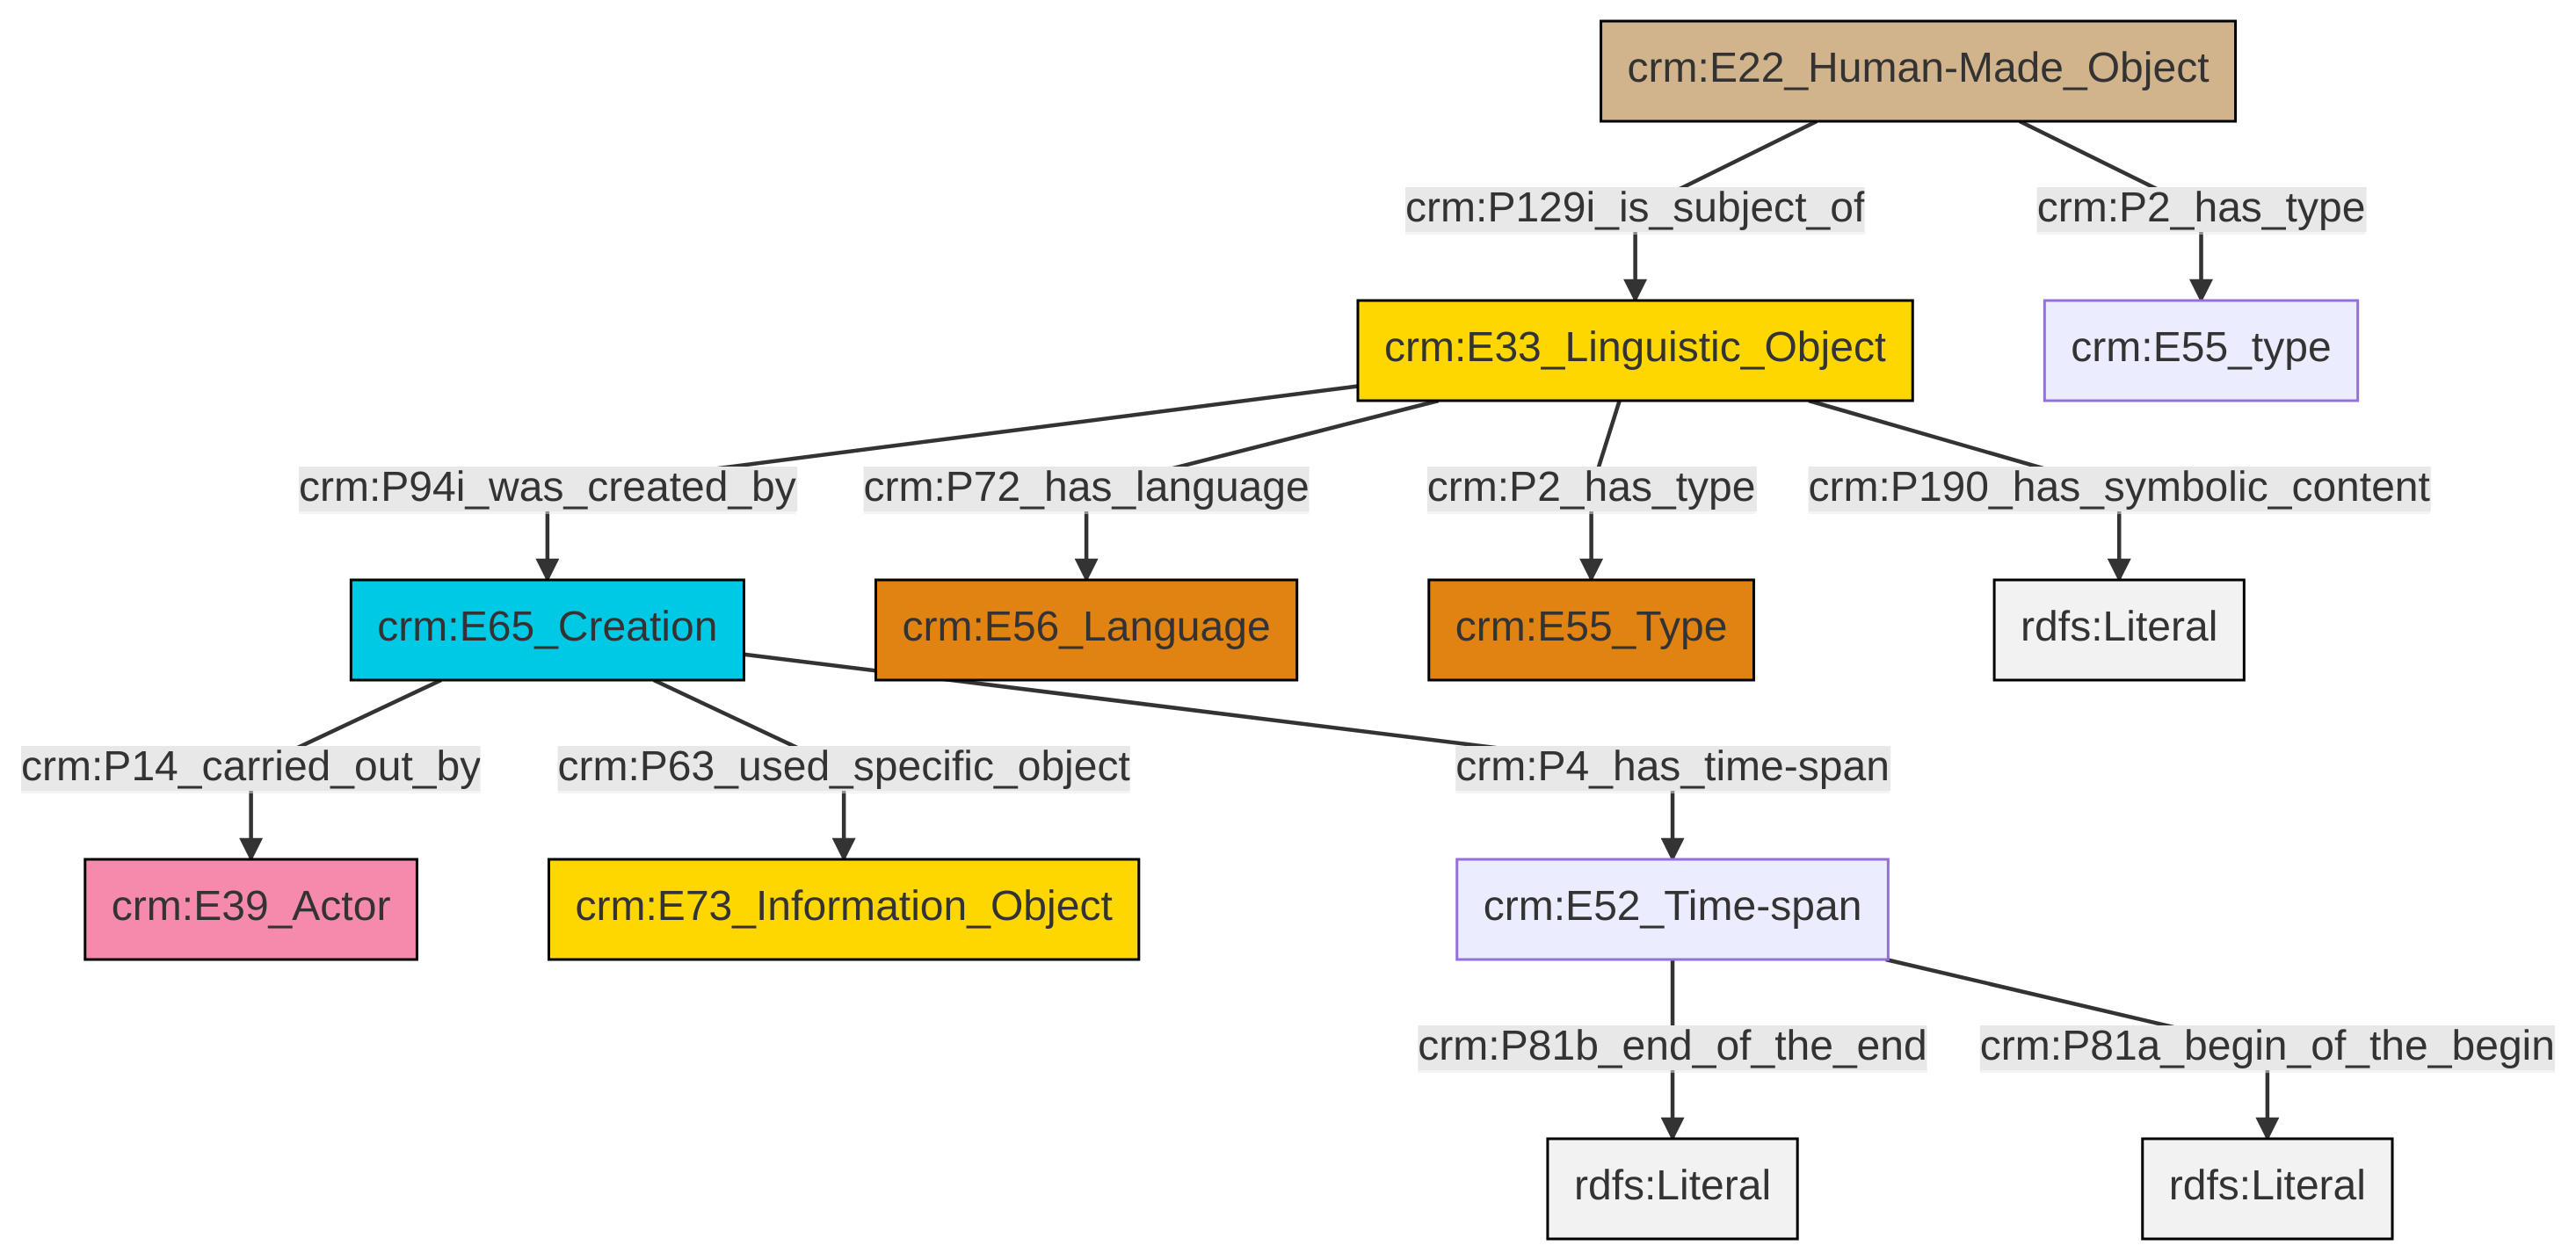 crm:E22_Human-Made_Object
crm:P129i_is_subject_of
crm:P2_has_type
crm:E33_Linguistic_Object
crm:E55_type
crm:P94i_was_created_by
crm:P72_has_language
crm:P2_has_type
crm:P190_has_symbolic_content
crm:E65_Creation
crm:E56_Language
crm:E55_Type
rdfs:Literal
crm:P14_carried_out_by
crm:P63_used_specific_object
crm:P4_has_time-span
crm:E39_Actor
crm:E73_Information_Object
crm:E52_Time-span
crm:P81b_end_of_the_end
crm:P81a_begin_of_the_begin
rdfs:Literal
rdfs:Literal